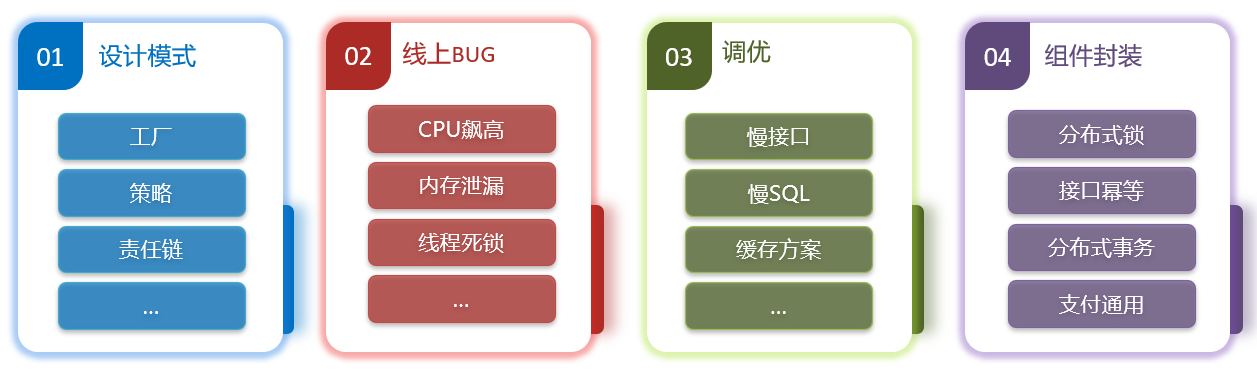 01 设计模式
工厂
策略
责任链
...
02 线上BUG
CPU飙高
内存泄漏
线程死锁
...
03 调优
慢接口
慢SQL
缓存方案
...
04 组件封装
分布式锁
接口幂等
分布式事务
支付通用